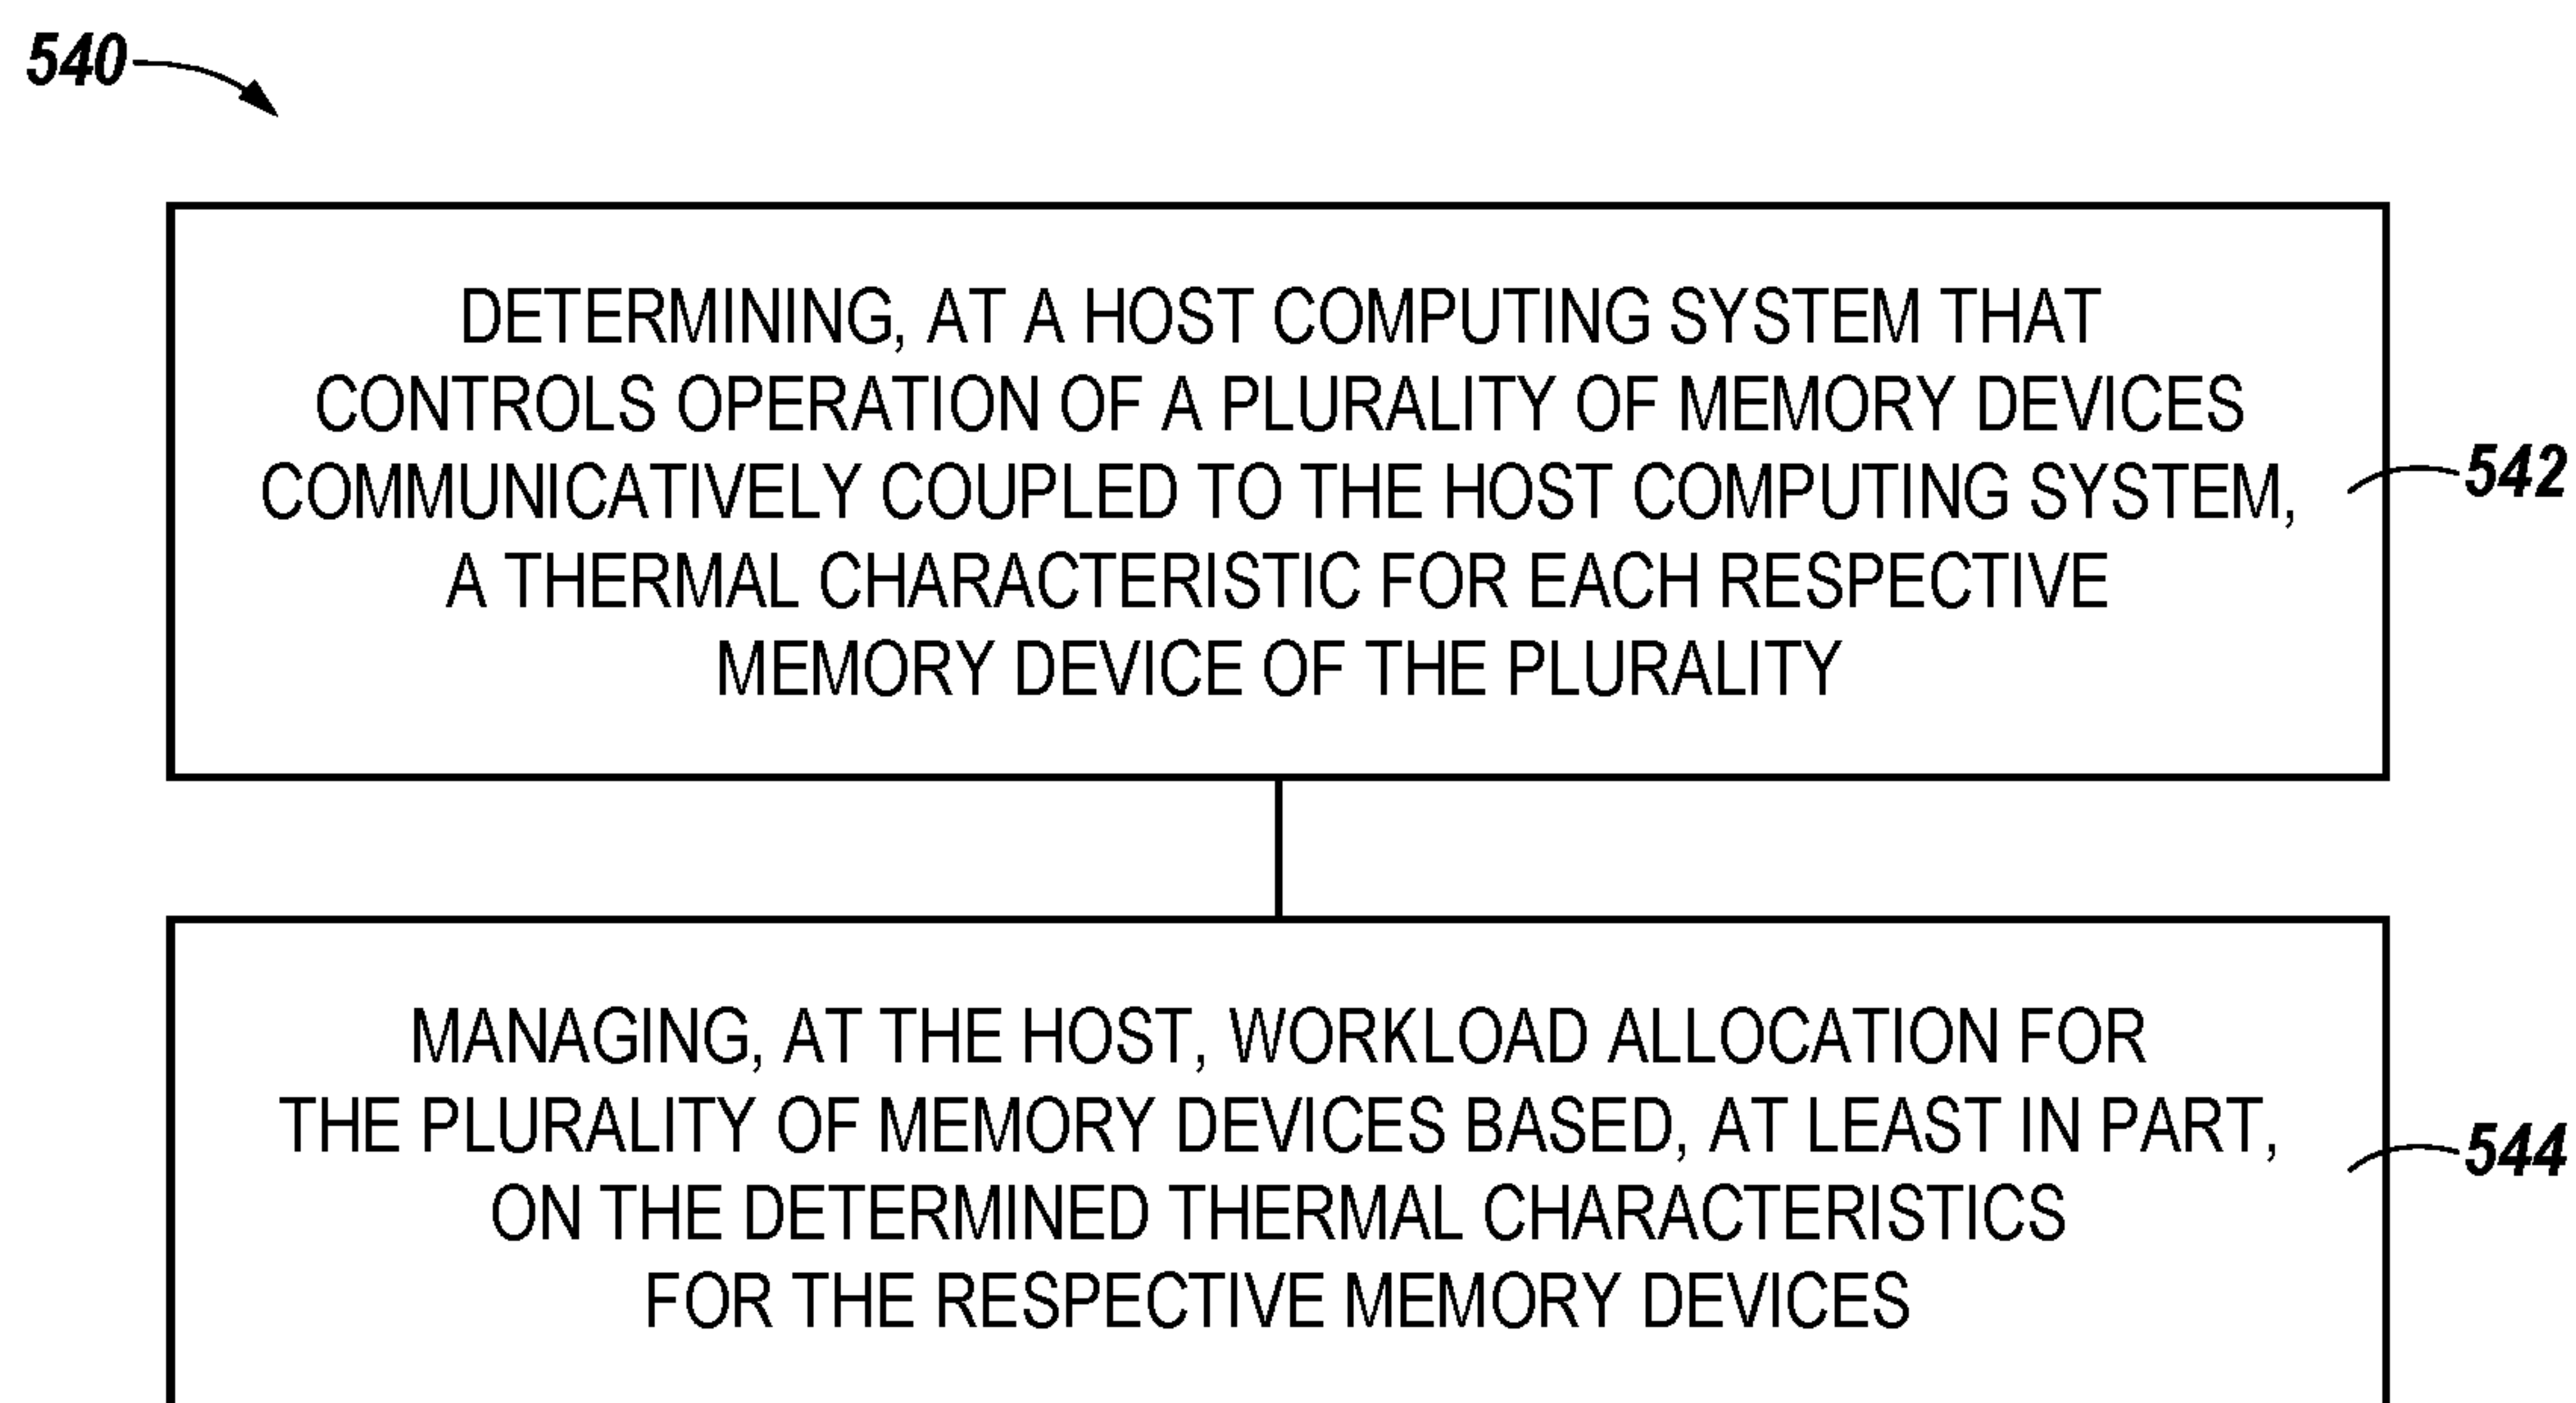 540
DETERMINING, AT A HOST COMPUTING SYSTEM THAT
CONTROLS OPERATION OF A PLURALITY OF MEMORY DEVICES
COMMUNICATIVELY COUPLED TO THE HOST COMPUTING SYSTEM,
A THERMAL CHARACTERISTIC FOR EACH RESPECTIVE
MEMORY DEVICE OF THE PLURALITY
542
MANAGING, AT THE HOST, WORKLOAD ALLOCATION FOR
THE PLURALITY OF MEMORY DEVICES BASED, AT LEAST IN PART,
ON THE DETERMINED THERMAL CHARACTERISTICS
FOR THE RESPECTIVE MEMORY DEVICES
544